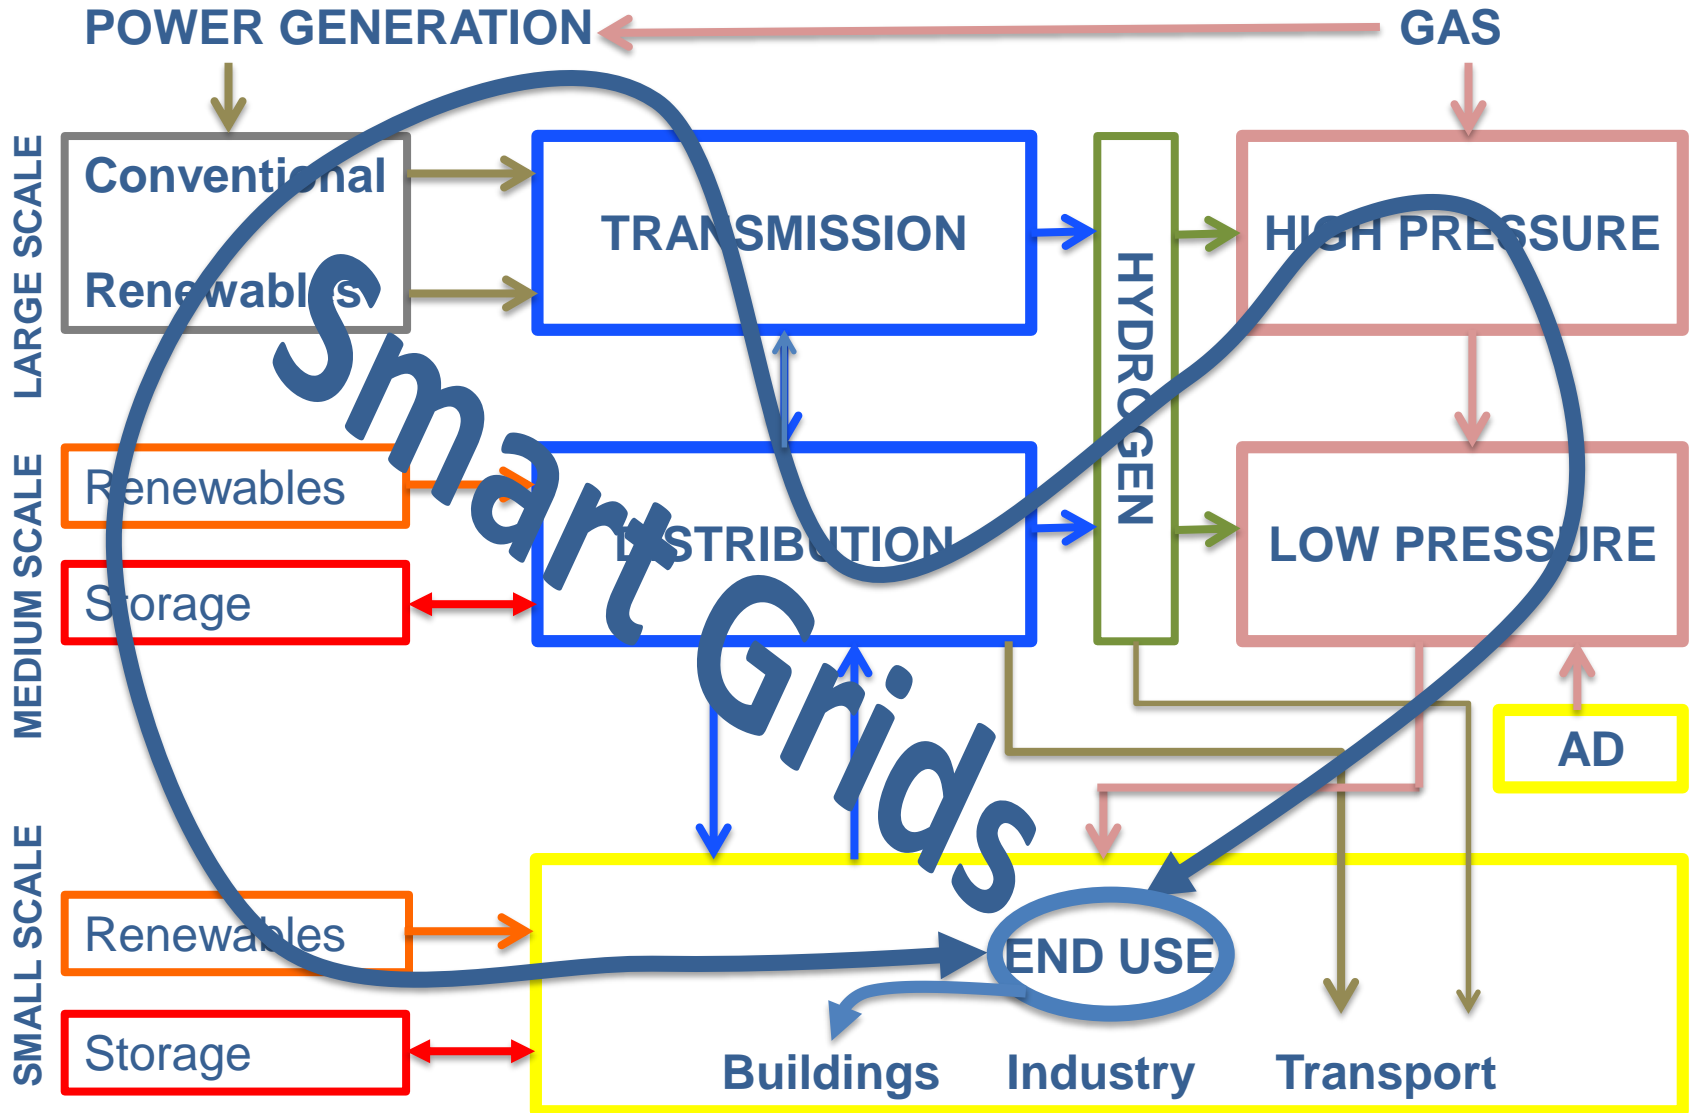 POWER GENERATION
GAS
LARGE SCALE
Conventional
Renewables
TRANSMISSION
HYDROGEN
HIGH PRESSURE
MEDIUM SCALE
Renewables
Storage
DISTRIBUTION
LOW PRESSURE
AD
Smart Grids
SMALL SCALE
Renewables
Storage
END USE
Buildings
Industry
Transport